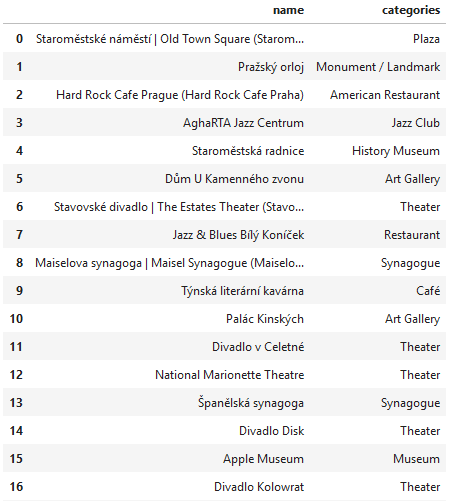 name categories
0 Staroměstské náměstí | Old Town Square (Starom... Plaza
1 Pražský orloj Monument / Landmark
2 Hard Rock Cafe Prague (Hard Rock Cafe Praha) American Restaurant
3 AghaRTA Jazz Centrum Jazz Club
4 Staroměstská radnice History Museum
5 Dům U Kamenného zvonu Art Gallery
6 Stavovské divadlo | The Estates Theater (Stavo... Theater
7 Jazz & Blues Bílý Koníček Restaurant
8 Maiselova synagoga | Maisel Synagogue (Maiselo... Synagogue
9 Týnská literární kavárna Café
10 Palác Kinských Art Gallery
11 Divadlo v Celetné Theater
12 National Marionette Theatre Theater
13 Španělská synagoga Synagogue
14 Divadlo Disk Theater
15 Apple Museum Museum
16 Divadlo Kolowrat Theater